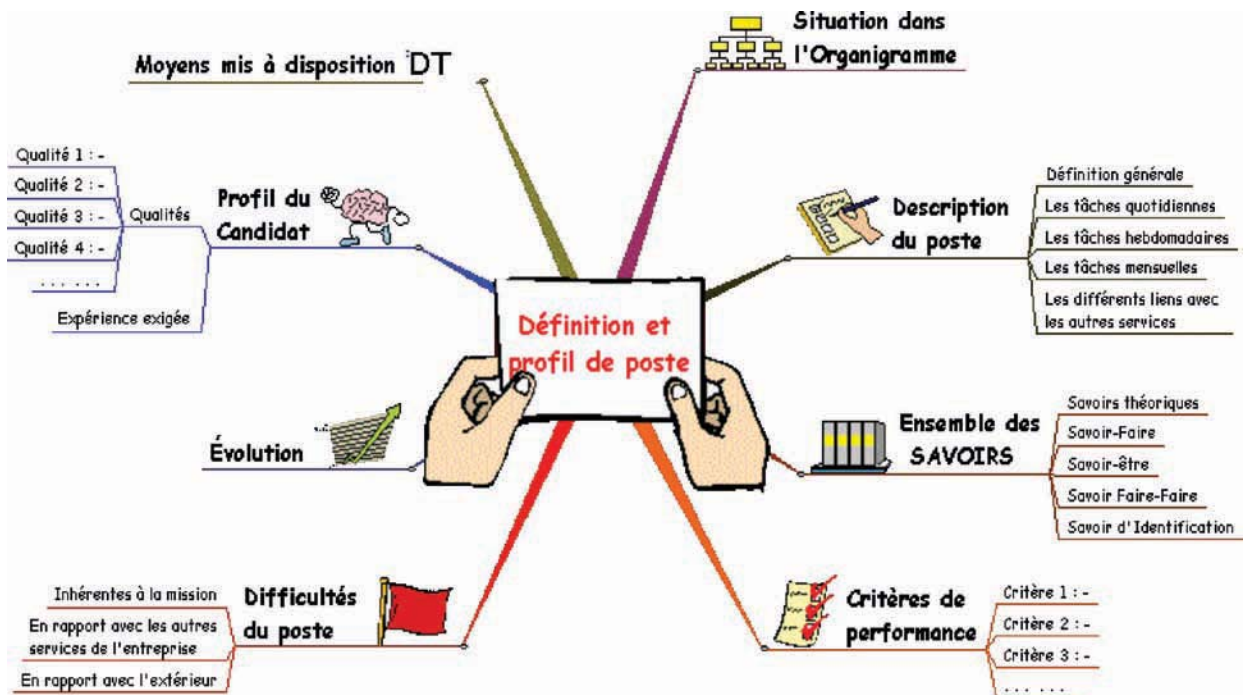 Définition et
profil de poste
Situation dans
l'Organigramme
Description
du poste
Définition générale
Les tâches quotidiennes
Les tâches hebdomadaires
Les tâches mensuelles
Les différents liens avec
les autres services
Ensemble des
SAVOIRS
Savoirs théoriques
Savoir-Faire
Savoir-être
Savoir Faire-Faire
Savoir d'Identification
Critères de
performance
Critère 1 : -
Critère 2 : -
Critère 3 : -
... ...
Difficultés
du poste
Inhérentes à la mission
En rapport avec les autres
services de l'entreprise
En rapport avec l'extérieur
Évolution
Profil du
Candidat
Qualités
Qualité 1 : -
Qualité 2 : -
Qualité 3 : -
Qualité 4 : -
... ...
Expérience exigée
Moyens mis à disposition DT